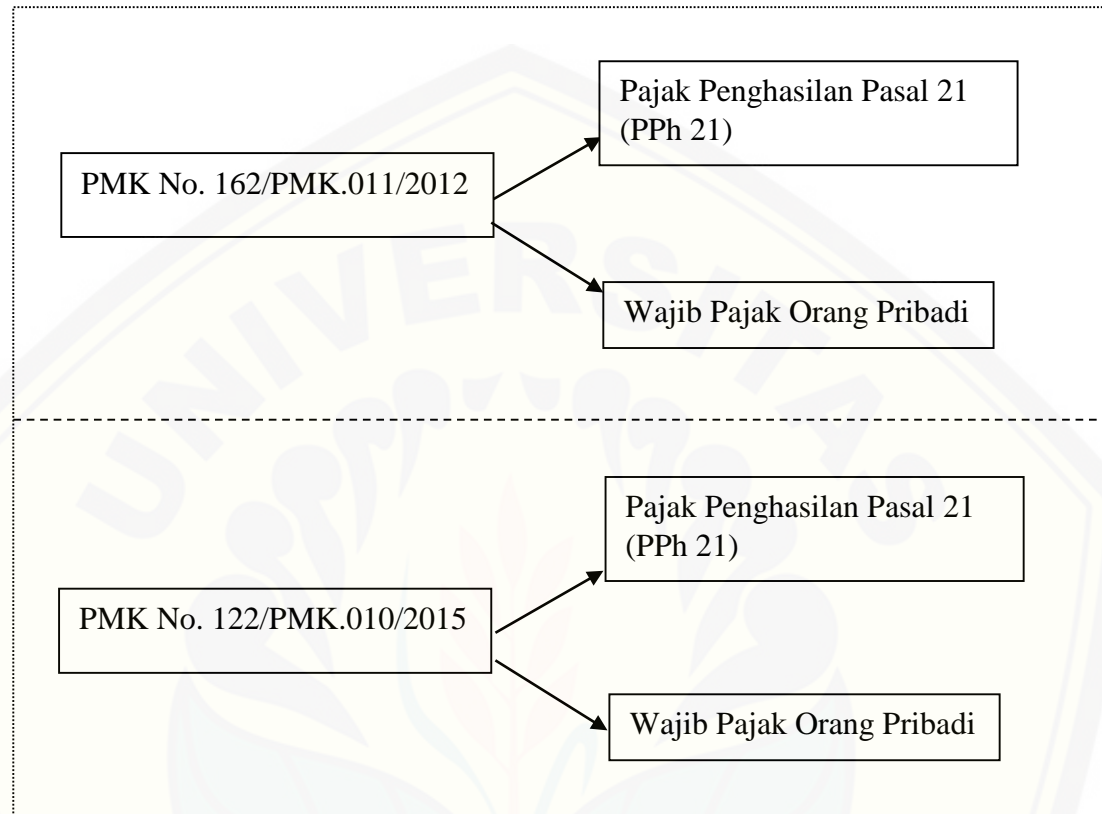 Pajak Penghasilan Pasal 21
(PPh 21)
PMK No. 162/PMK.011/2012
Wajib Pajak Orang Pribadi
UNIVERSITAS
Pajak Penghasilan Pasal 21
(PPh 21)
PMK No. 122/PMK.010/2015
Wajib Pajak Orang Pribadi